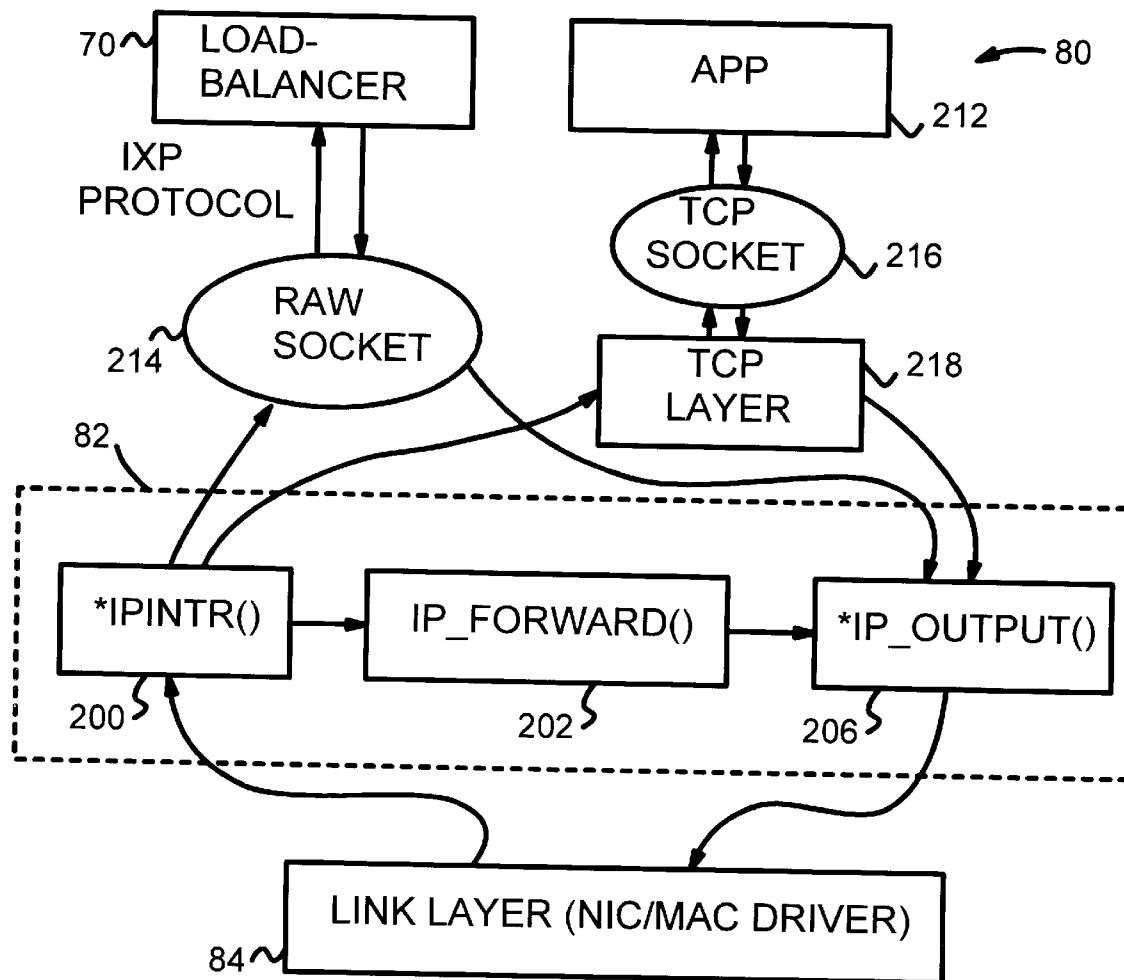 70
LOAD-
BALANCER
APP
80
212
IXP
PROTOCOL
TCP
SOCKET
216
RAW
SOCKET
214
TCP
LAYER
218
82
*IPINTR()
IP_FORWARD()
*IP_OUTPUT()
200
202
206
LINK LAYER (NIC/MAC DRIVER)
84